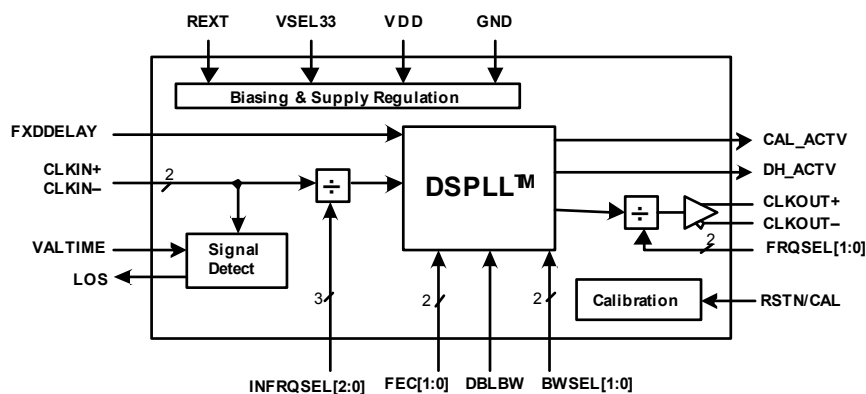 REXT VSEL33 VDD GND
Biasing & Supply Regulation
FXDDELAY
CAL_ACTV
CLKIN+
CLKIN–
2
÷
DSPLL™
DH_ACTV
÷
CLKOUT+
CLKOUT–
2
FRQSEL[1:0]
VALTIME
LOS
Signal
Detect
3
2
2
Calibration
RSTN/CAL
INFRQSEL[2:0] FEC[1:0] DBLBW BWSEL[1:0]